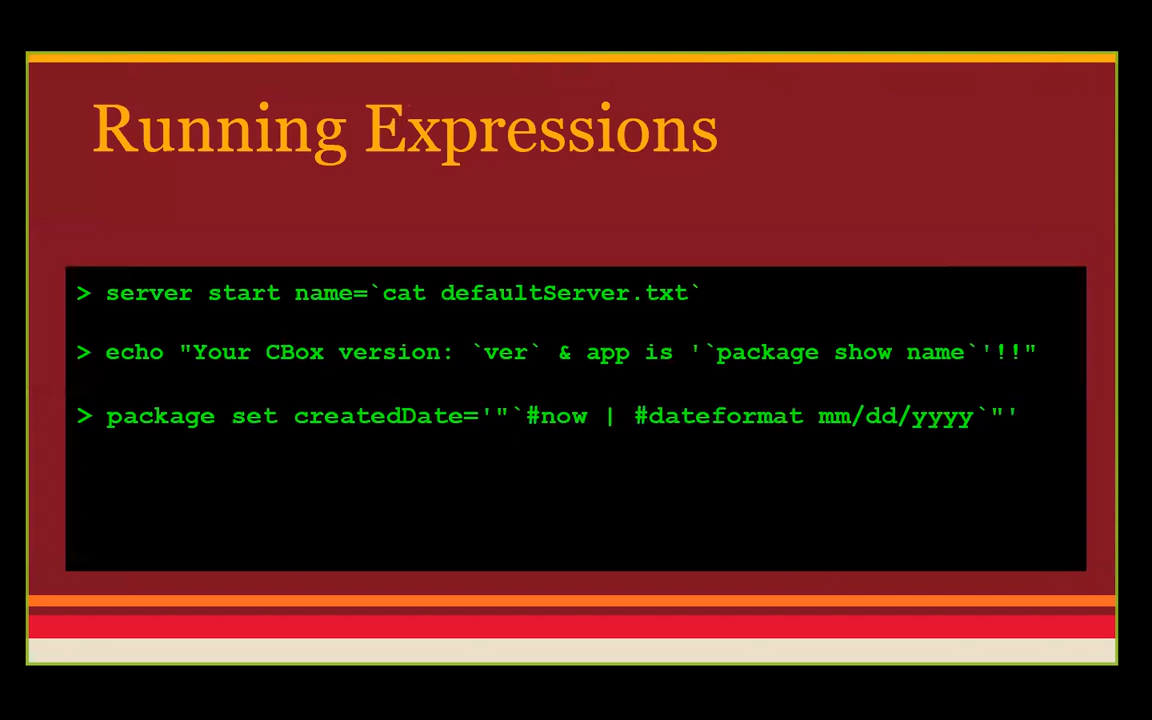 Running Expressions
> server start name=`cat defaultServer.txt`
> echo "Your CBox version: `ver` & app is '`package show name`'!!"
> package set createdDate='"`#now | #dateformat mm/dd/yyyy`"'